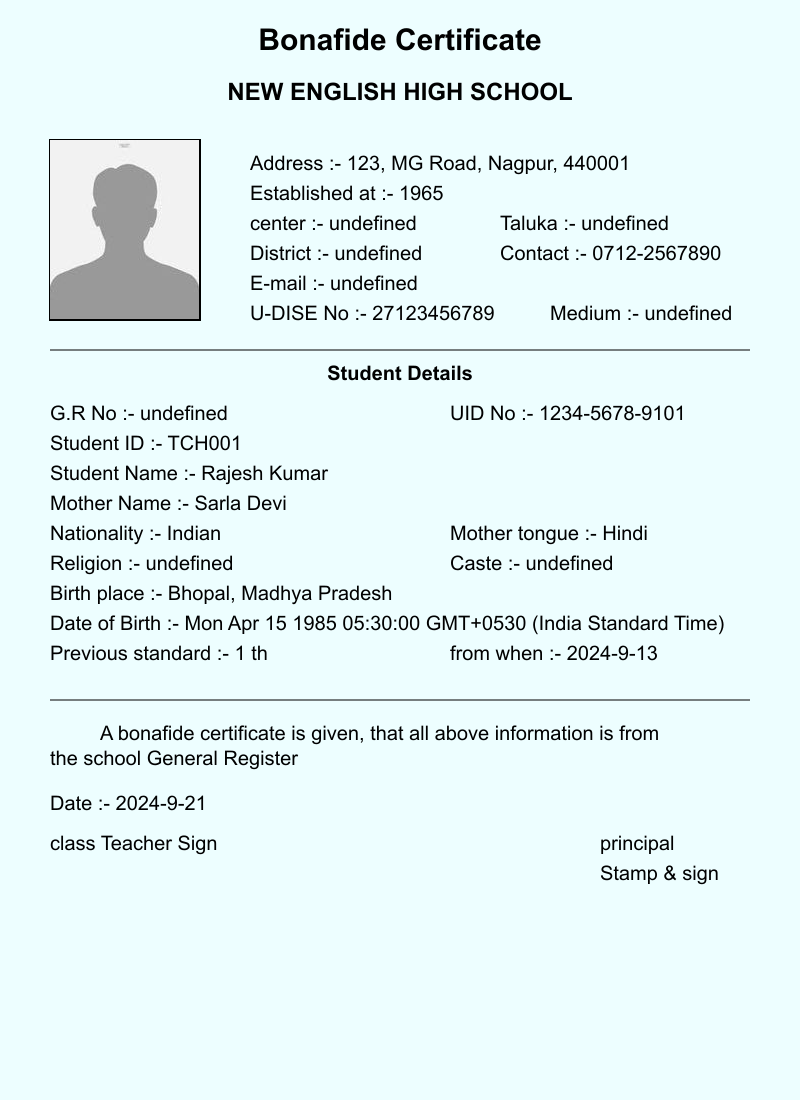 Bonafide Certificate
NEW ENGLISH HIGH SCHOOL
Address :- 123, MG Road, Nagpur, 440001
Established at :- 1965
center :- undefined Taluka :- undefined
District :- undefined Contact :- 0712-2567890
E-mail :- undefined
U-DISE No :- 27123456789 Medium :- undefined
Student Details
G.R No :- undefined UID No :- 1234-5678-9101
Student ID :- TCH001
Student Name :- Rajesh Kumar
Mother Name :- Sarla Devi
Nationality :- Indian Mother tongue :- Hindi
Religion :- undefined Caste :- undefined
Birth place :- Bhopal, Madhya Pradesh
Date of Birth :- Mon Apr 15 1985 05:30:00 GMT+0530 (India Standard Time)
Previous standard :- 1 th from when :- 2024-9-13
A bonafide certificate is given, that all above information is from
the school General Register
Date :- 2024-9-21
class Teacher Sign principal
Stamp & sign